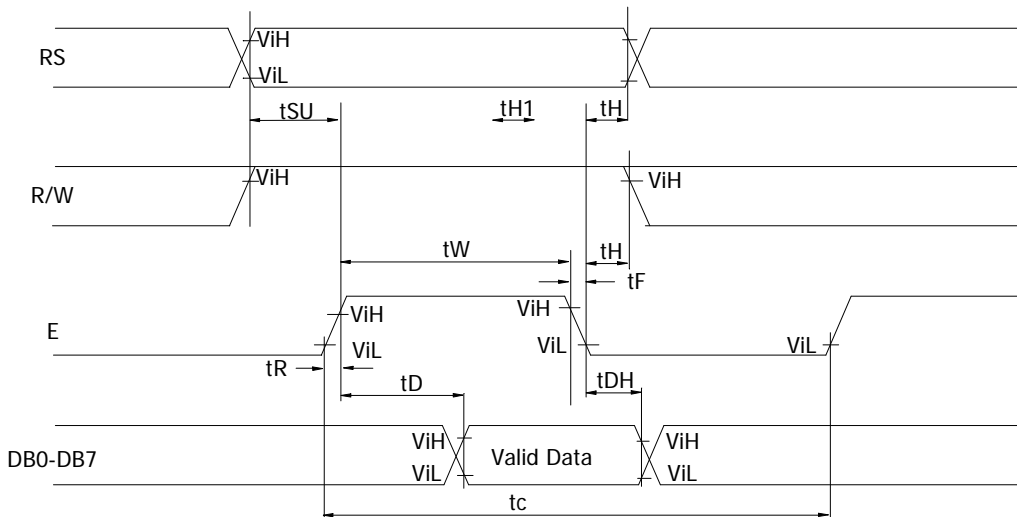 RS
ViH
ViL
tSU
tH1
tH
R/W
ViH
ViH
tW
tH
tF
E
ViH
ViH
ViL
ViL
ViL
tR
tD
tDH
DB0-DB7
ViH
ViL
Valid Data
ViH
ViL
tc